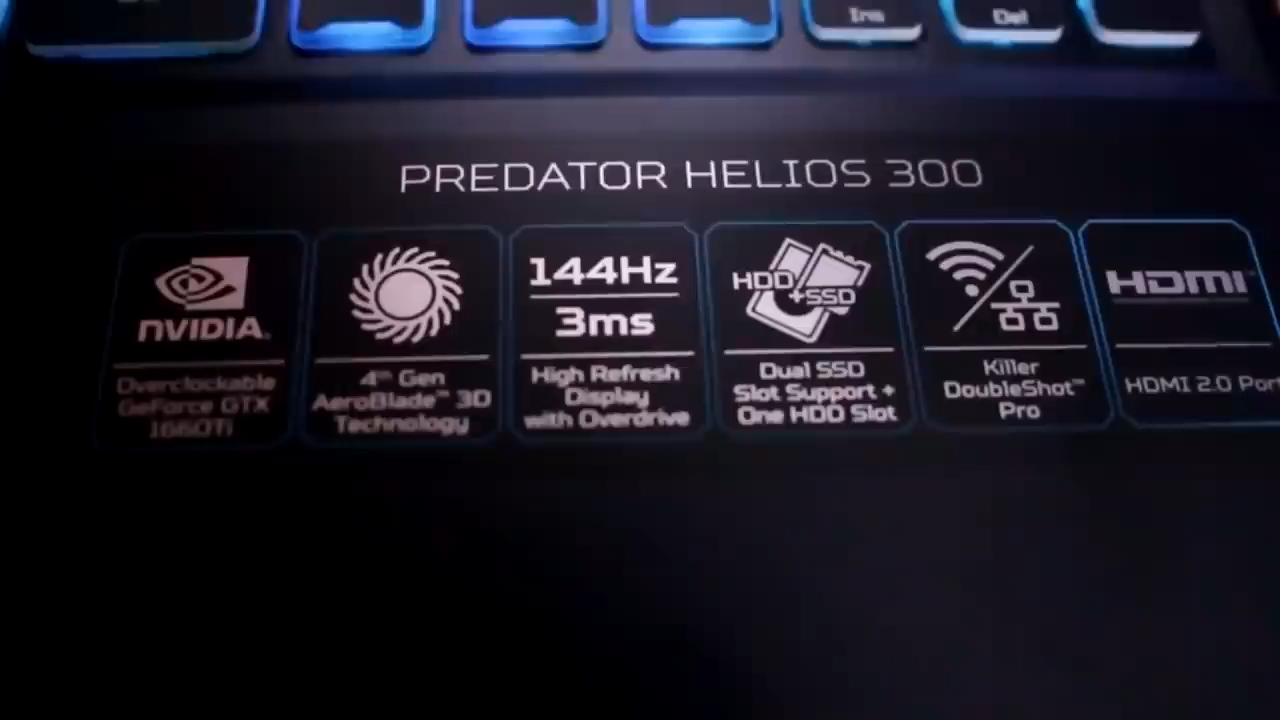 Ins Del
PREDATOR HELIOS 300
NVIDIA.
Overclockable
GeForce GTX
1660Ti
4th Gen
AeroBlade™ 3D
Technology
144Hz
3ms
High Refresh
Display
with Overdrive
HDD
+SSD
Dual SSD
Slot Support +
One HDD Slot
Killer
DoubleShot™
Pro
HDMI™
HDMI 2.0 Port